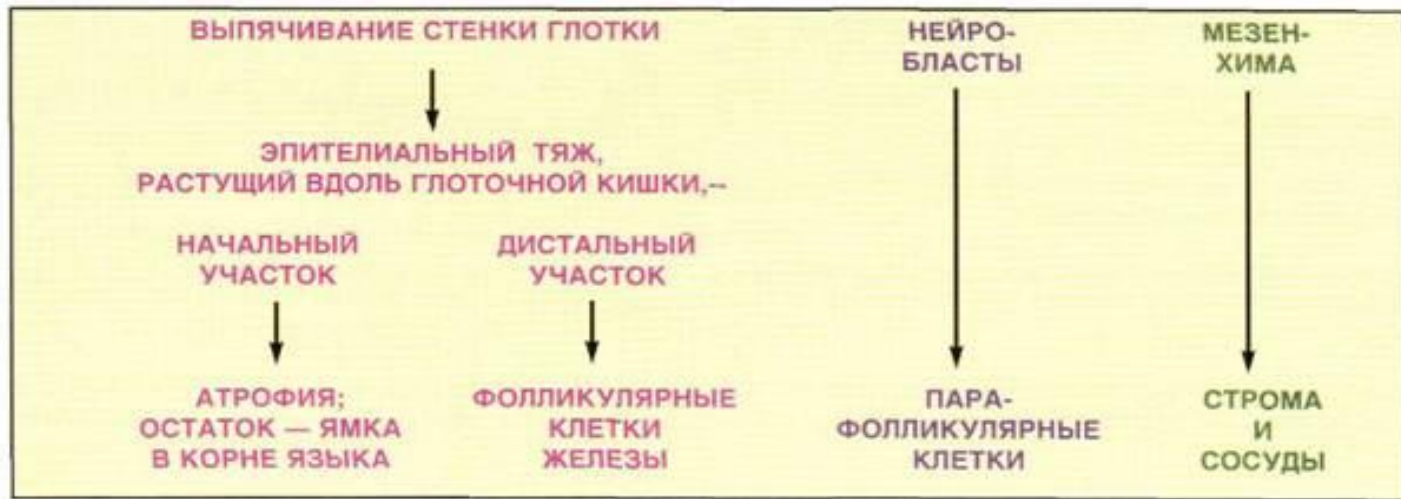 ВЫПЯЧИВАНИЕ СТЕНКИ ГЛОТКИ
ЭПИТЕЛИАЛЬНЫЙ ТЯЖ,
РАСТУЩИЙ ВДОЛЬ ГЛОТОЧНОЙ КИШКИ,--
НАЧАЛЬНЫЙ
УЧАСТОК
АТРОФИЯ;
ОСТАТОК — ЯМКА
В КОРНЕ ЯЗЫКА
ДИСТАЛЬНЫЙ
УЧАСТОК
ФОЛЛИКУЛЯРНЫЕ
КЛЕТКИ
ЖЕЛЕЗЫ
НЕЙРО-
БЛАСТЫ
ПАРА-
ФОЛЛИКУЛЯРНЫЕ
КЛЕТКИ
МЕЗЕН-
ХИМА
СТРОМА
И
СОСУДЫ